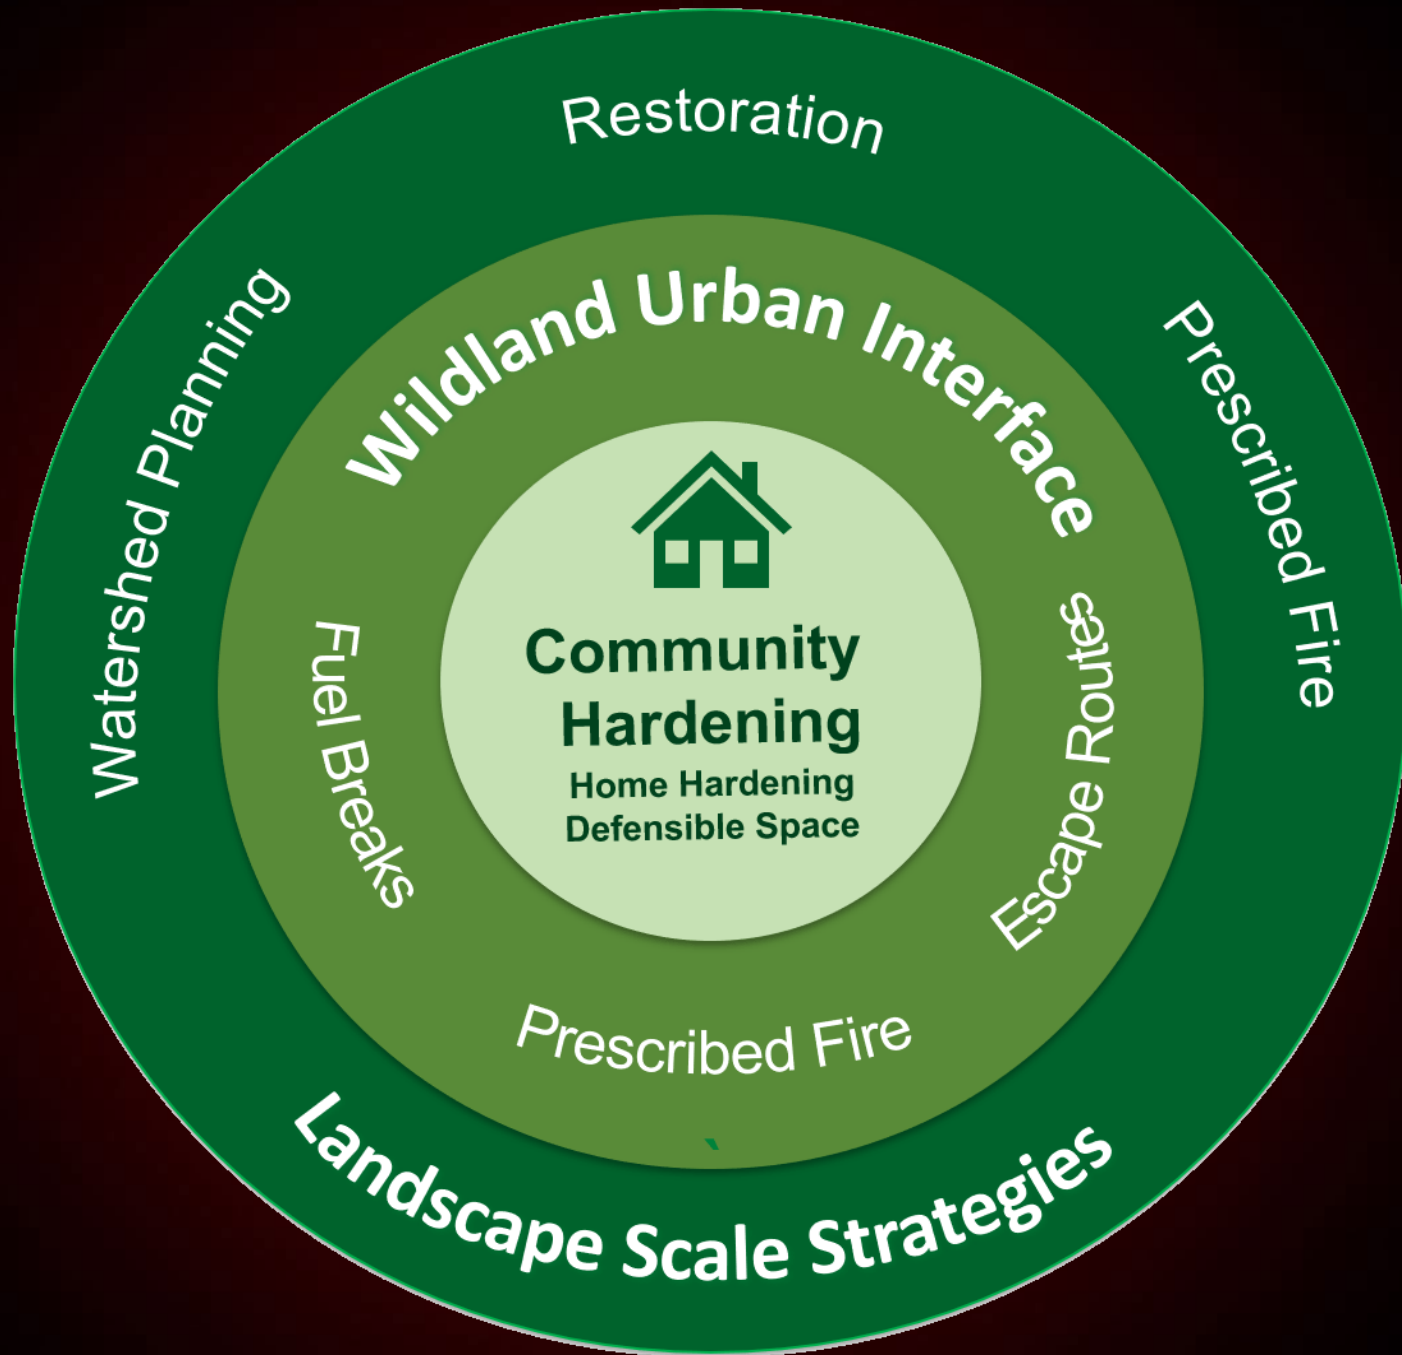 Restoration
Watershed Planning
Prescribed Fire
Wildland Urban Interface
Fuel Breaks
Escape Routes
Community
Hardening
Home Hardening
Defensible Space
Prescribed Fire
`
Landscape Scale Strategies